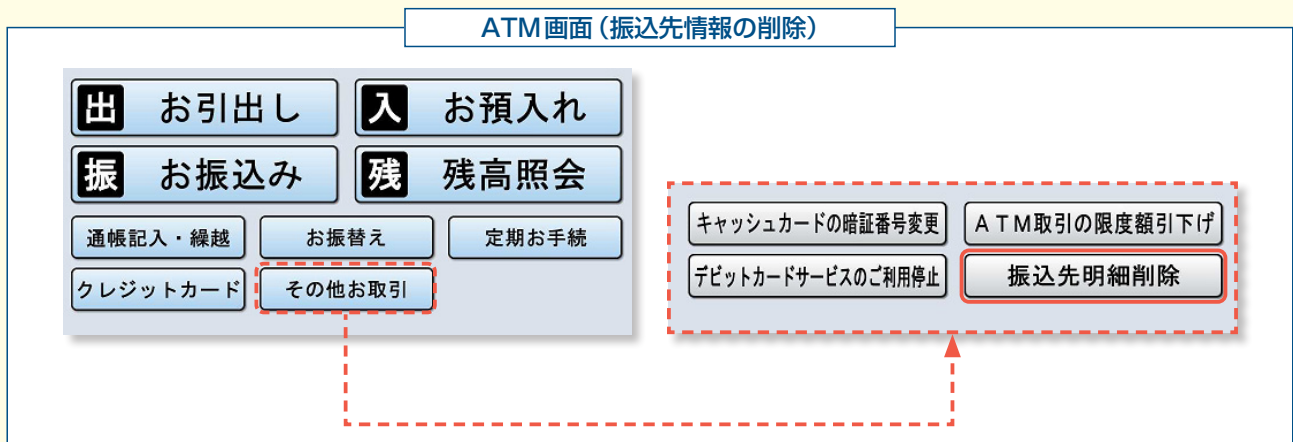 ATM画面(振込先情報の削除)
出 お引出し
入 お預入れ
振 お振込み
残 残高照会
通帳記入・繰越
お振替え
定期お手続
クレジットカード
その他お取引
キャッシュカードの暗証番号変更
ATM取引の限度額引下げ
デビットカードサービスのご利用停止
振込先明細削除